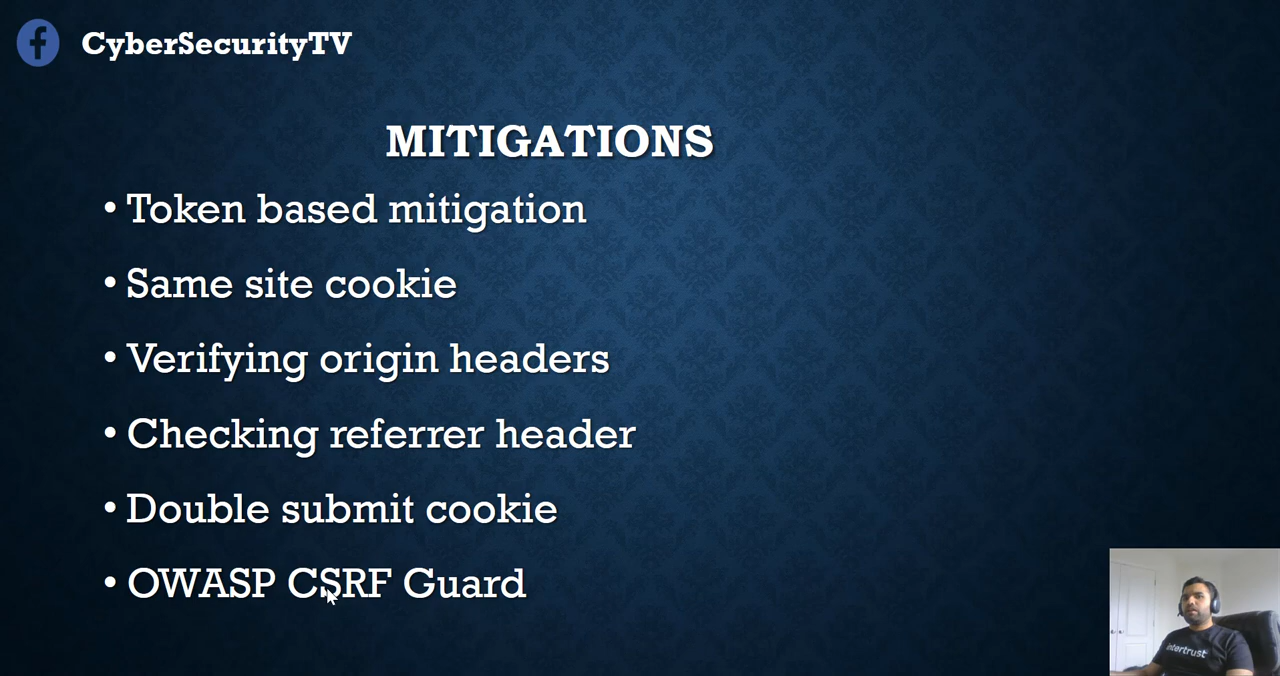 CyberSecurityTV
MITIGATIONS
• Token based mitigation
• Same site cookie
• Verifying origin headers
• Checking referrer header
• Double submit cookie
• OWASP CSRF Guard
intertrust